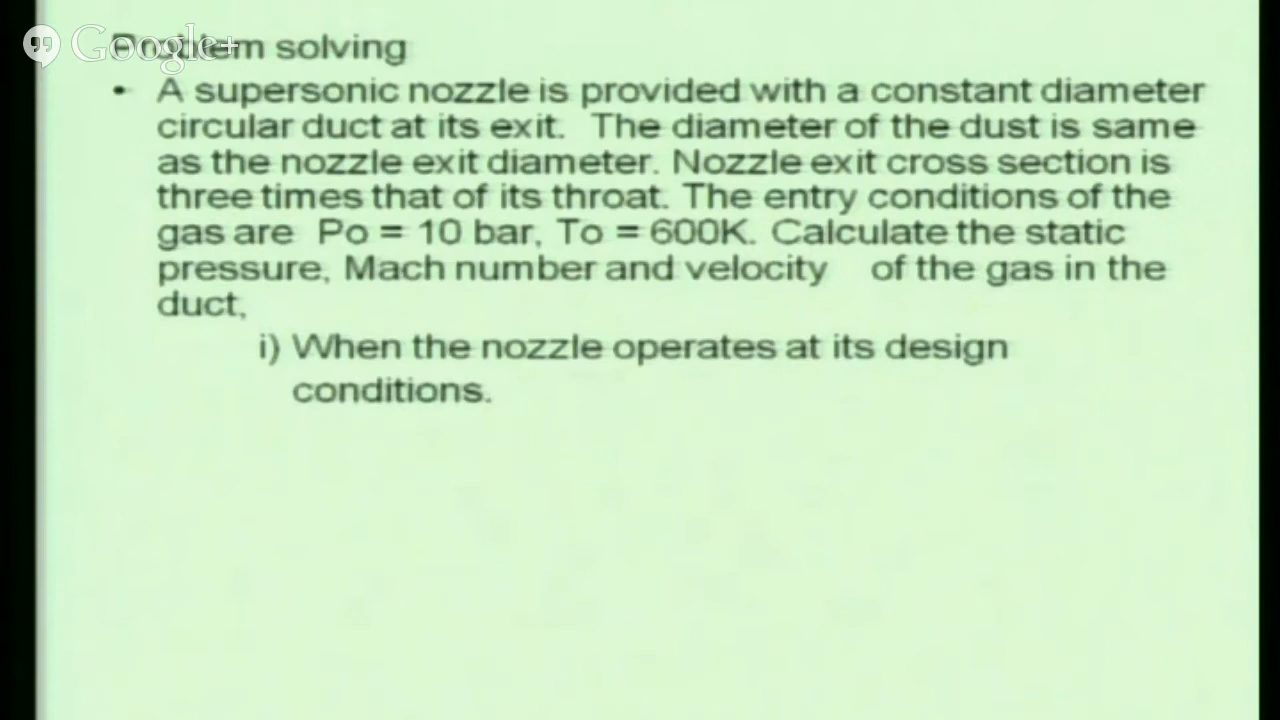 Google+
Problem solving
• A supersonic nozzle is provided with a constant diameter
circular duct at its exit. The diameter of the dust is same
as the nozzle exit diameter. Nozzle exit cross section is
three times that of its throat. The entry conditions of the
gas are Po = 10 bar, To = 600K. Calculate the static
pressure, Mach number and velocity of the gas in the
duct,
i) When the nozzle operates at its design
conditions.